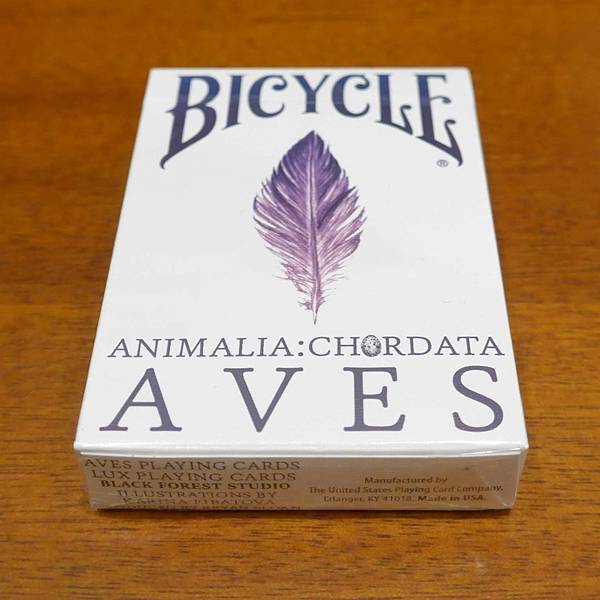 BICYCLE®
ANIMALIA:CHORDATA
AVES
AVES PLAYING CARDS
LUX PLAYING CARDS
BLACK FOREST STUDIO
ILLUSTRATIONS BY
Manufactured by
The United States Playing Card Company,
Erlanger, KY 41018. Made in USA.